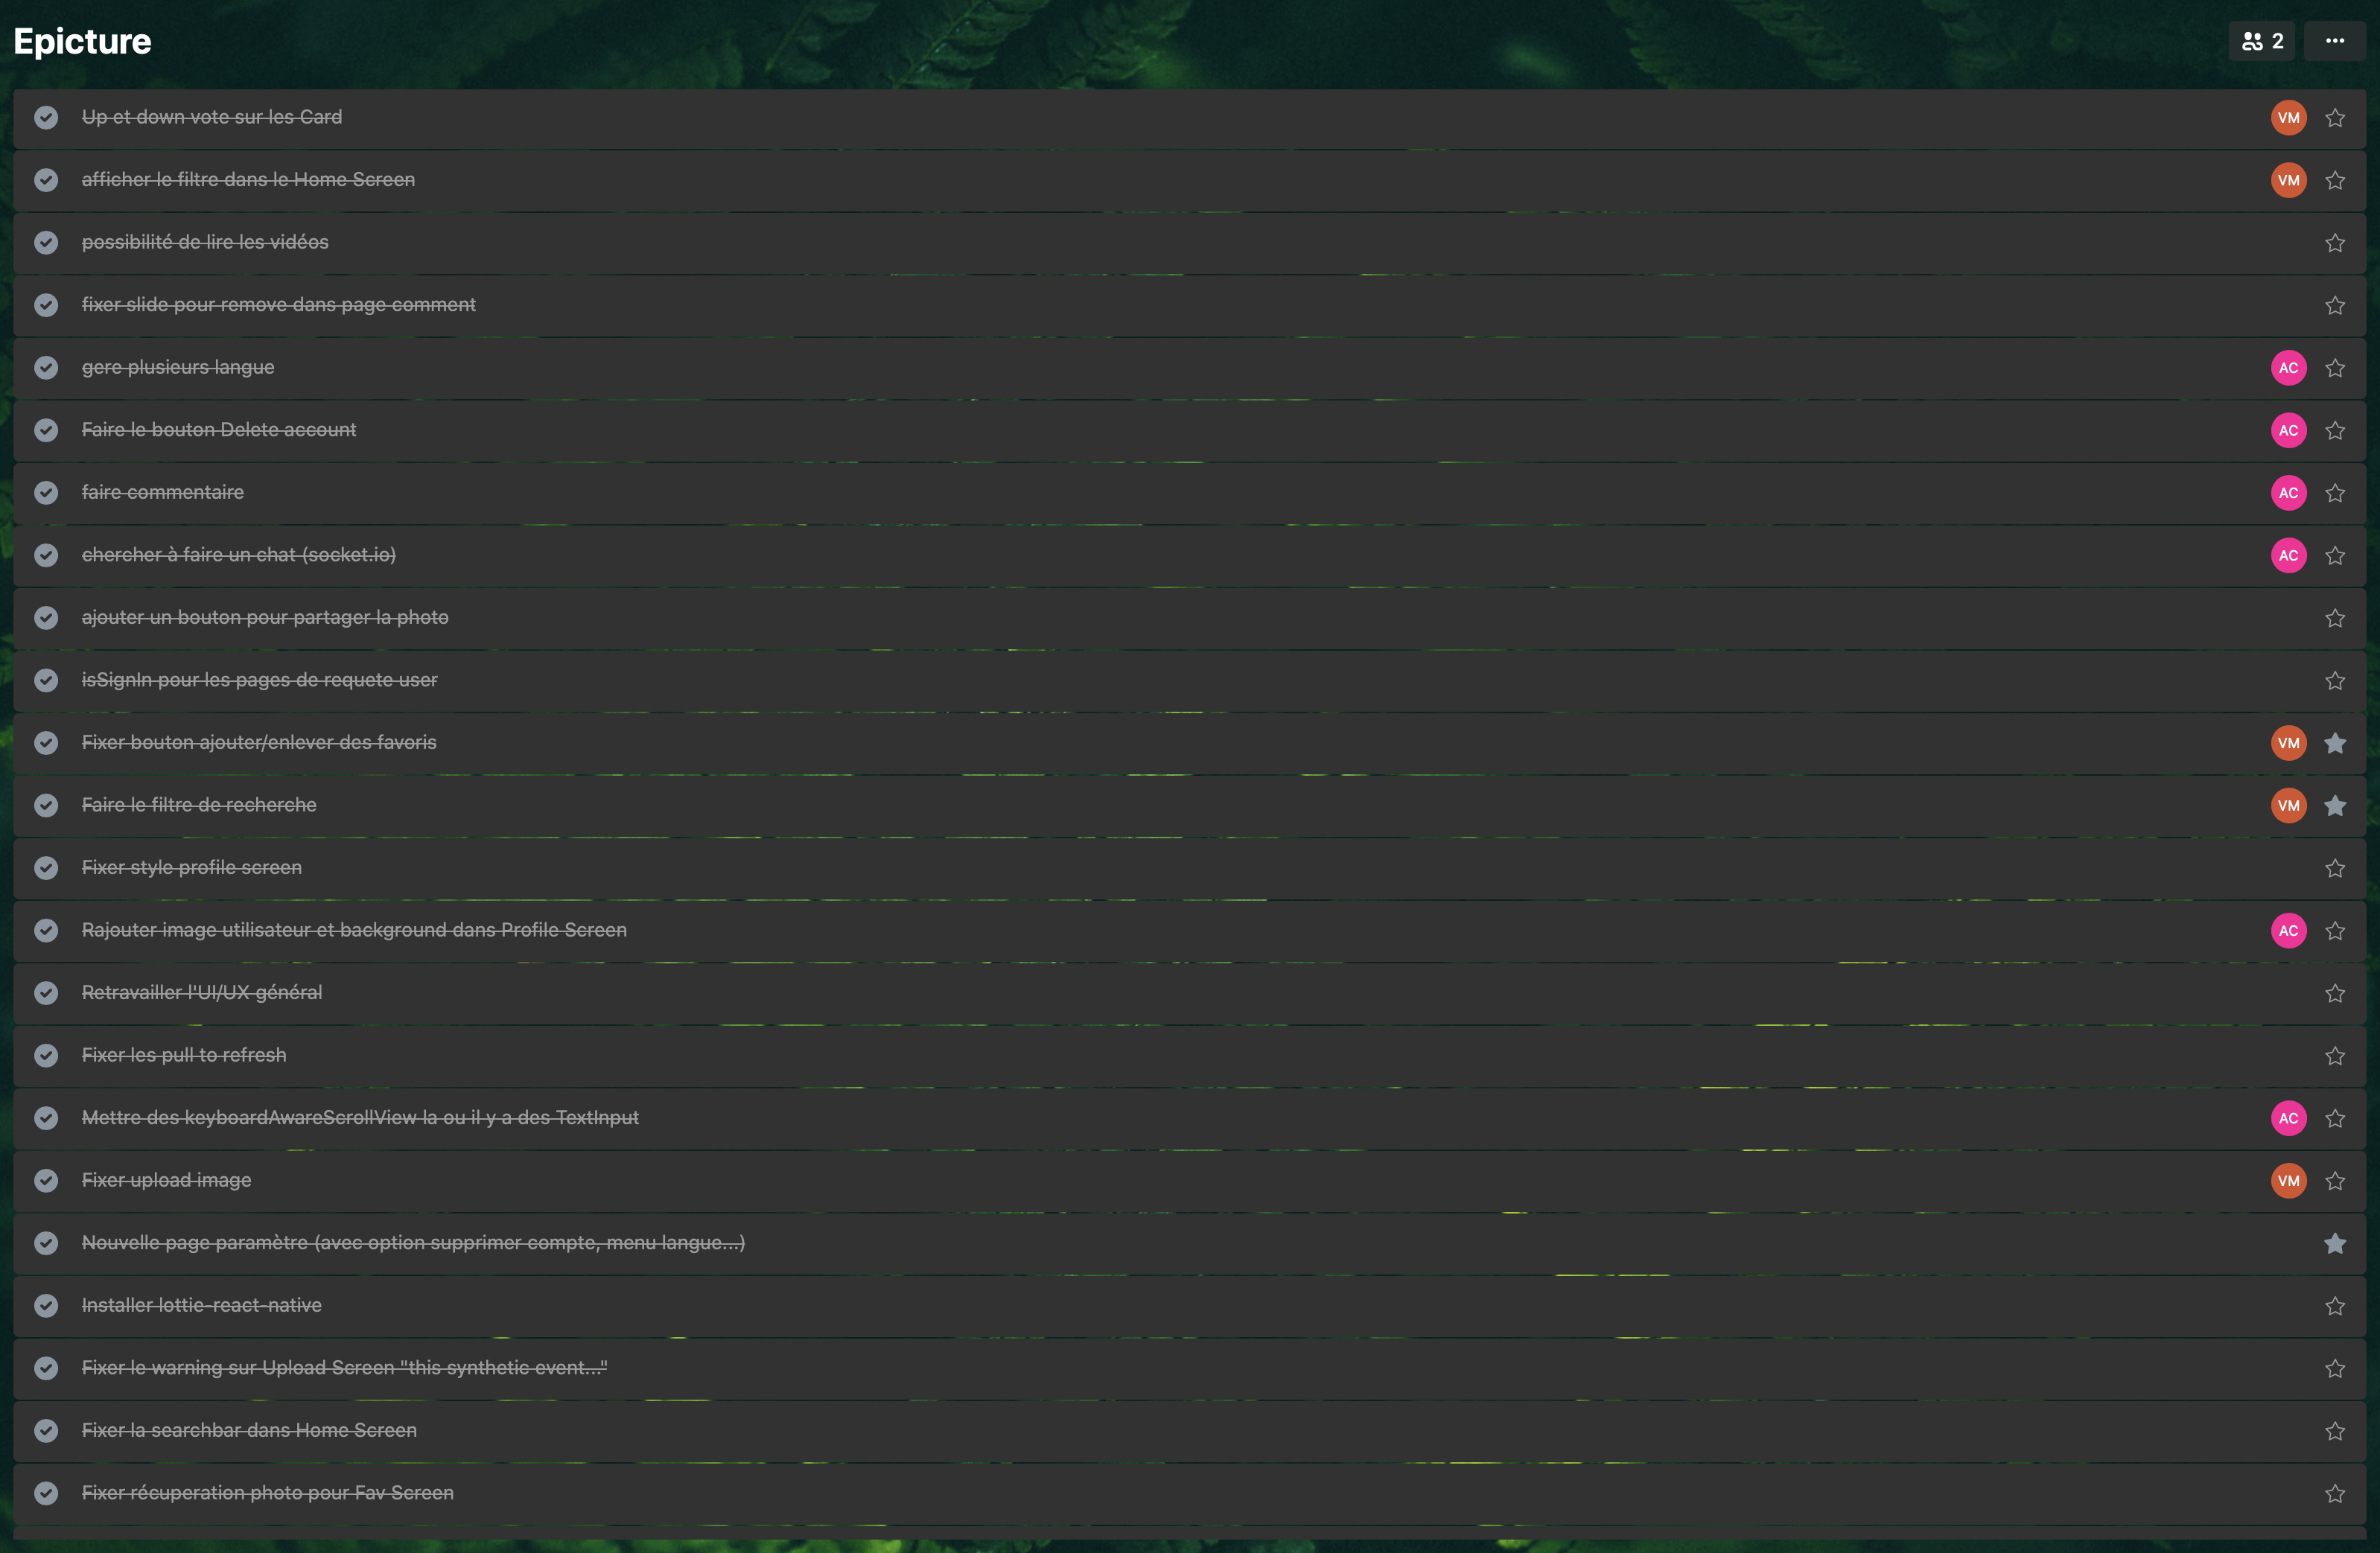 Epicture
2
Up et down vote sur les Card
VM
afficher le filtre dans le Home Screen
VM
possibilité de lire les vidéos
fixer slide pour remove dans page comment
gere plusieurs langue
AC
Faire le bouton Delete account
AC
faire commentaire
AC
chercher à faire un chat (socket.io)
AC
ajouter un bouton pour partager la photo
isSignIn pour les pages de requete user
Fixer bouton ajouter/enlever des favoris
VM
Faire le filtre de recherche
VM
Fixer style profile screen
Rajouter image utilisateur et background dans Profile Screen
AC
Retravailler l'UI/UX général
Fixer les pull to refresh
Mettre des keyboardAwareScrollView la ou il y a des TextInput
AC
Fixer upload image
VM
Nouvelle page paramètre (avec option supprimer compte, menu langue...)
Installer lottie-react-native
Fixer le warning sur Upload Screen "this synthetic event..."
Fixer la searchbar dans Home Screen
Fixer récuperation photo pour Fav Screen